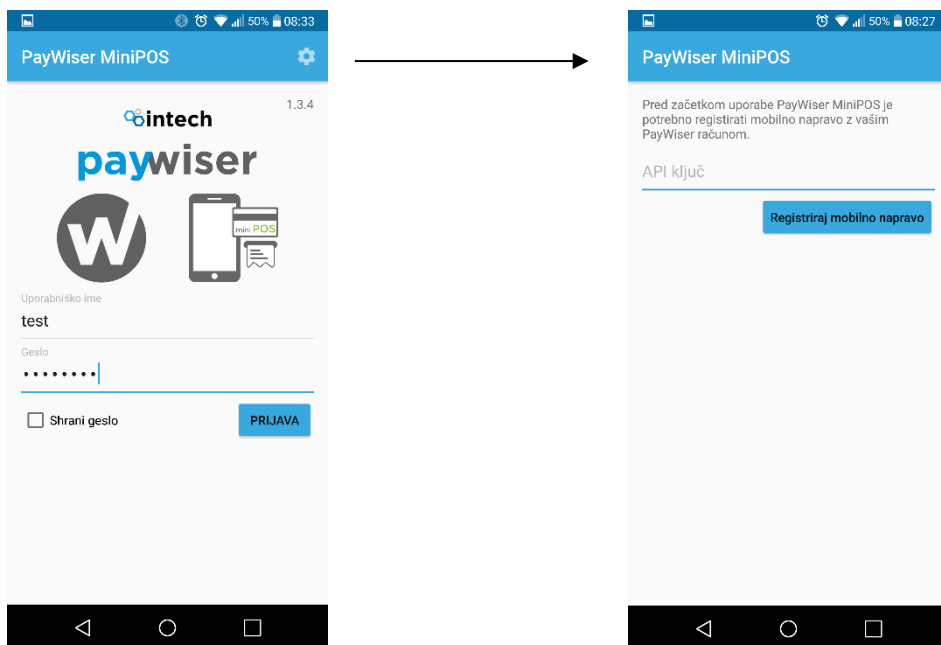 50% 08:33
PayWiser MiniPOS
1.3.4
intech
paywiser
W
mini POS
Uporabniško ime
test
Geslo
Shrani geslo
PRIJAVA
50% 08:27
PayWiser MiniPOS
Pred začetkom uporabe PayWiser MiniPOS je
potrebno registirati mobilno napravo z vašim
PayWiser računom.
API ključ
Registriraj mobilno napravo